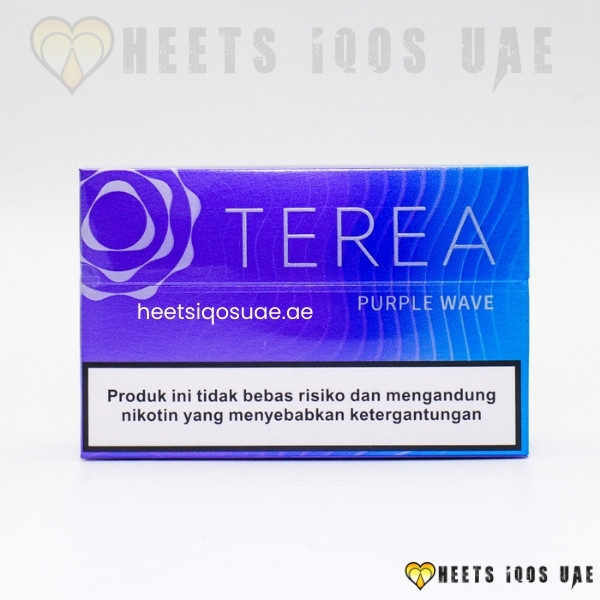 HEETS iQOS UAE
TEREA
PURPLE WAVE
heetsiqosuae.ae
Produk ini tidak bebas risiko dan mengandung
nikotin yang menyebabkan ketergantungan
HEETS iQOS UAE